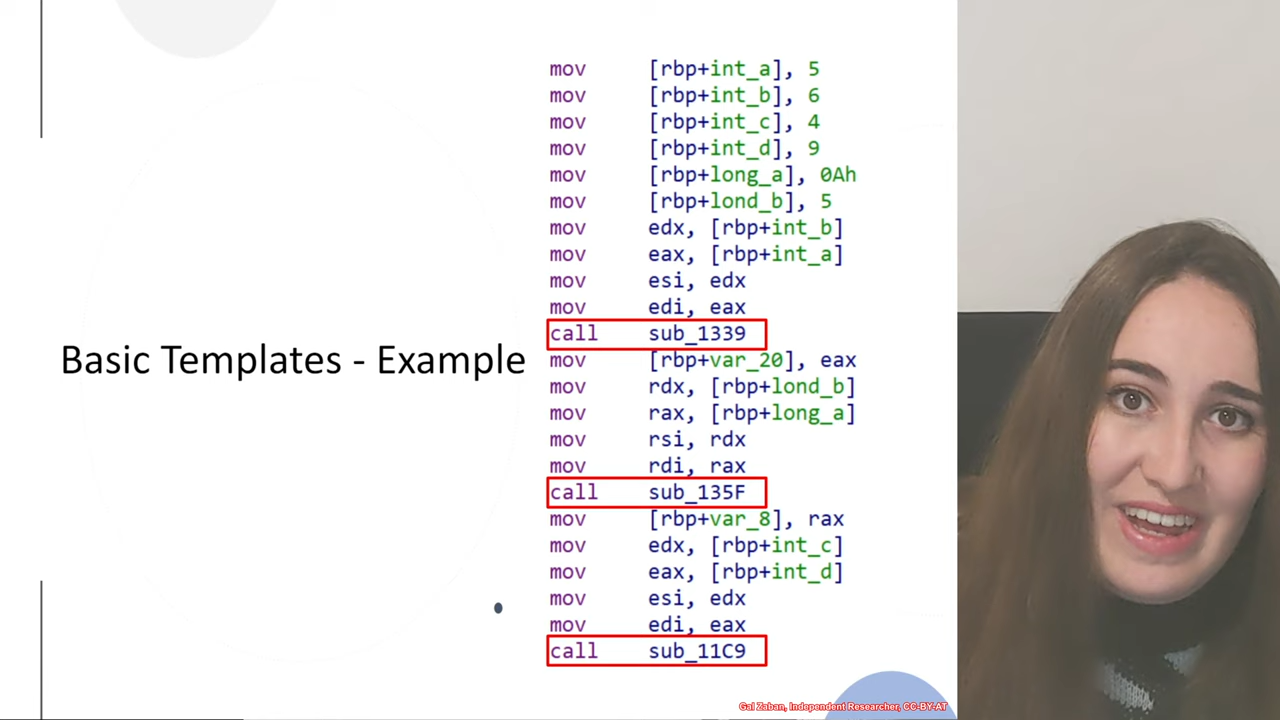 Basic Templates - Example
mov [rbp+int_a], 5
mov [rbp+int_b], 6
mov [rbp+int_c], 4
mov [rbp+int_d], 9
mov [rbp+long_a], 0Ah
mov [rbp+lond_b], 5
mov edx, [rbp+int_b]
mov eax, [rbp+int_a]
mov esi, edx
mov edi, eax
call sub_1339
mov [rbp+var_20], eax
mov rdx, [rbp+lond_b]
mov rax, [rbp+long_a]
mov rsi, rdx
mov rdi, rax
call sub_135F
mov [rbp+var_8], rax
mov edx, [rbp+int_c]
mov eax, [rbp+int_d]
mov esi, edx
mov edi, eax
call sub_11C9
Gal Zaban, Independent Researcher, CC-BY-AT